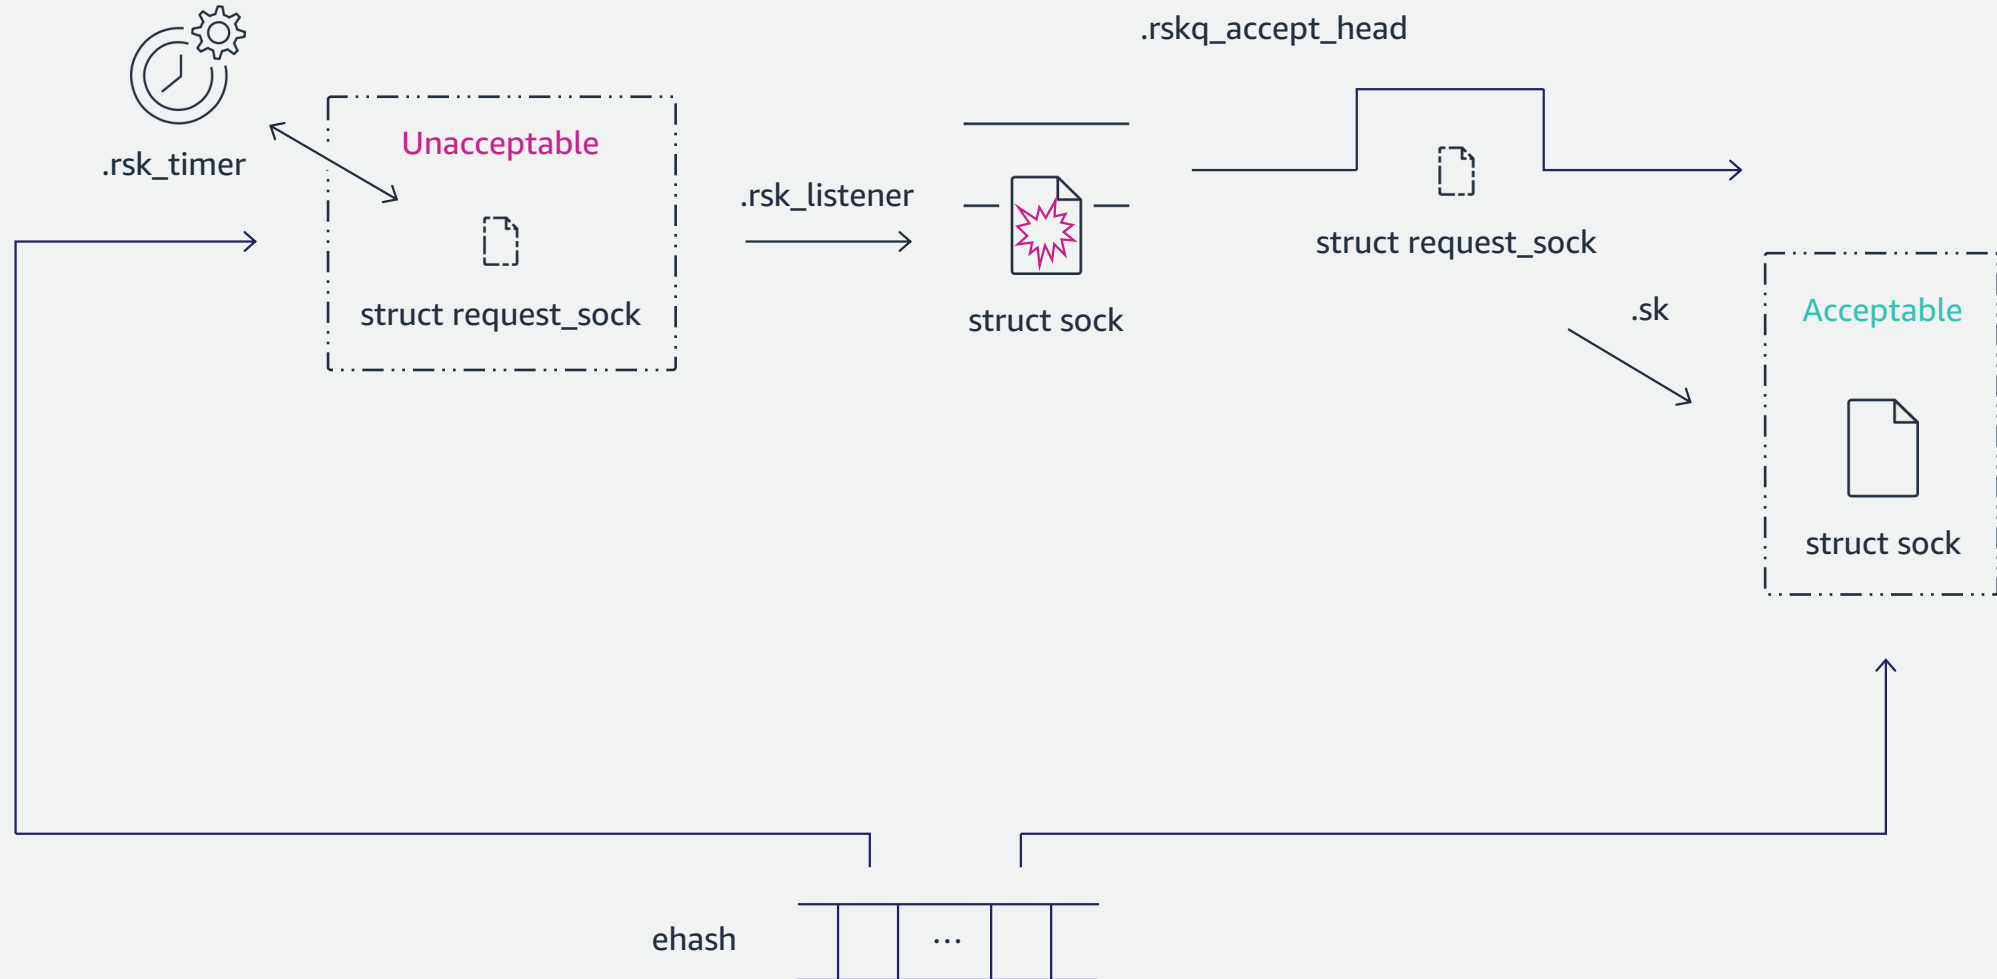 .rskq_accept_head
Unacceptable
.rsk_timer
.rsk_listener
struct request_sock
struct request_sock
struct sock
.sk
Acceptable
struct sock
ehash
...